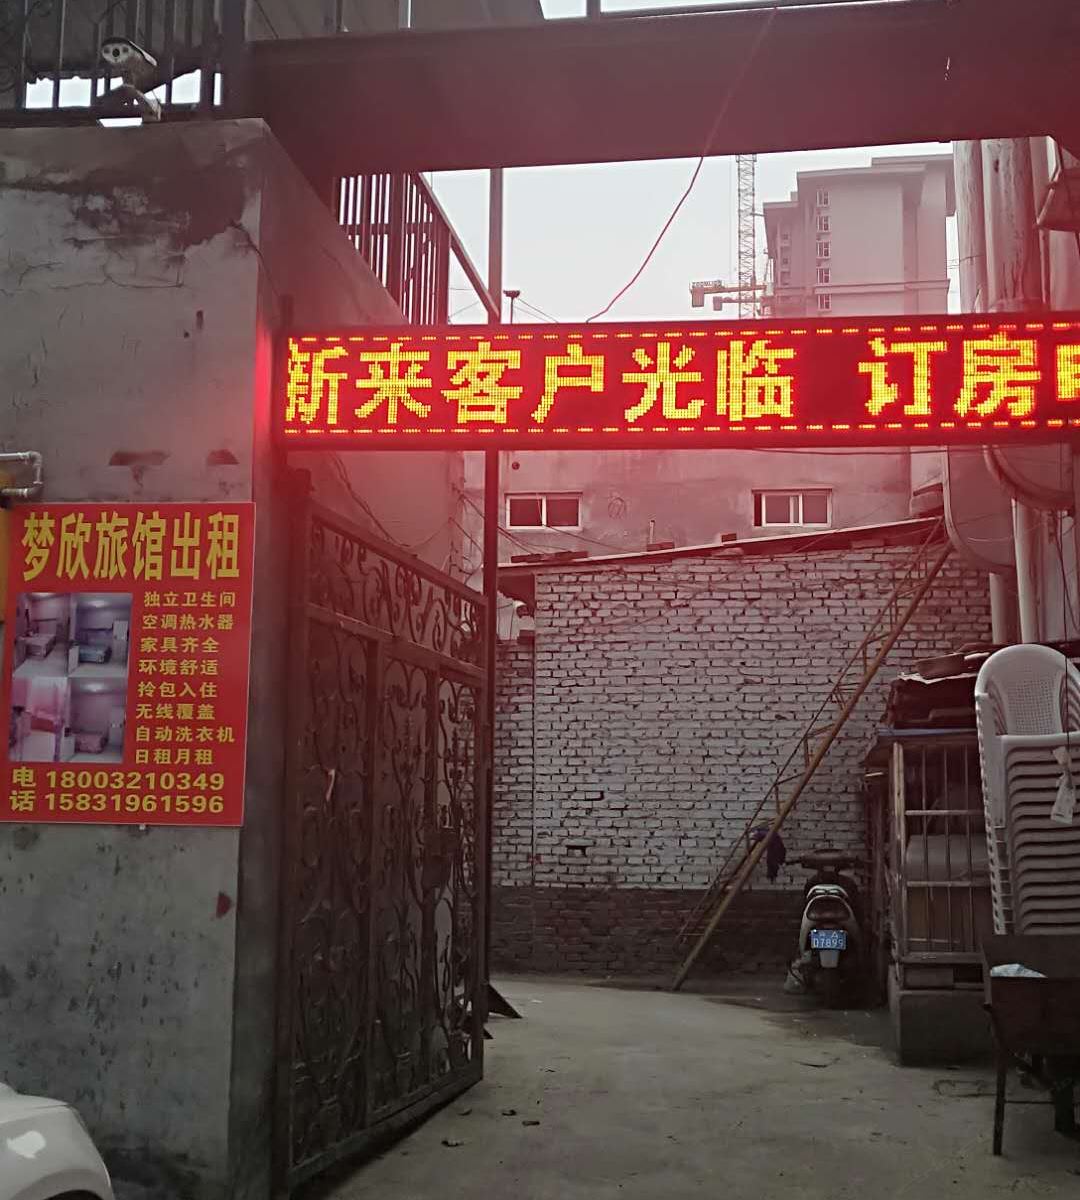 新来客户光临 订房电
梦欣旅馆出租
独立卫生间
空调热水器
家具齐全
环境舒适
拎包入住
无线覆盖
自动洗衣机
日租月租
电话 18003210349
15831961596
D7899